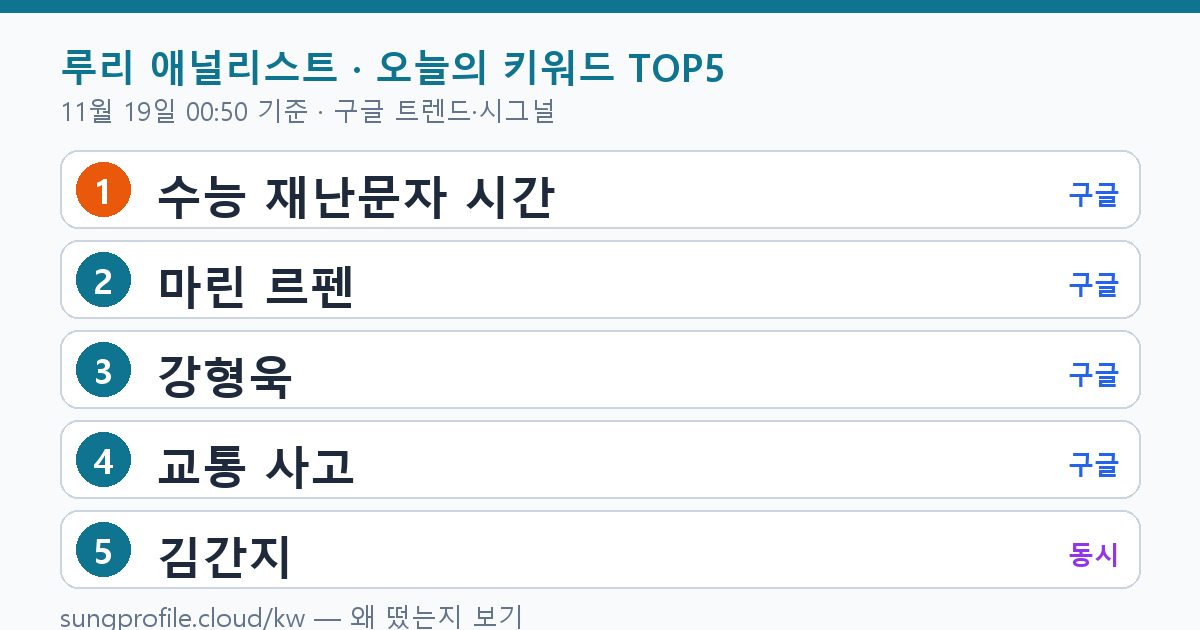 루리 애널리스트 · 오늘의 키워드 TOP5
11월 19일 00:50 기준 · 구글 트렌드·시그널
1 수능 재난문자 시간 구글
2 마린 르펜 구글
3 강형욱 구글
4 교통 사고 구글
5 김간지 동시
sungprofile.cloud/kw — 왜 떴는지 보기